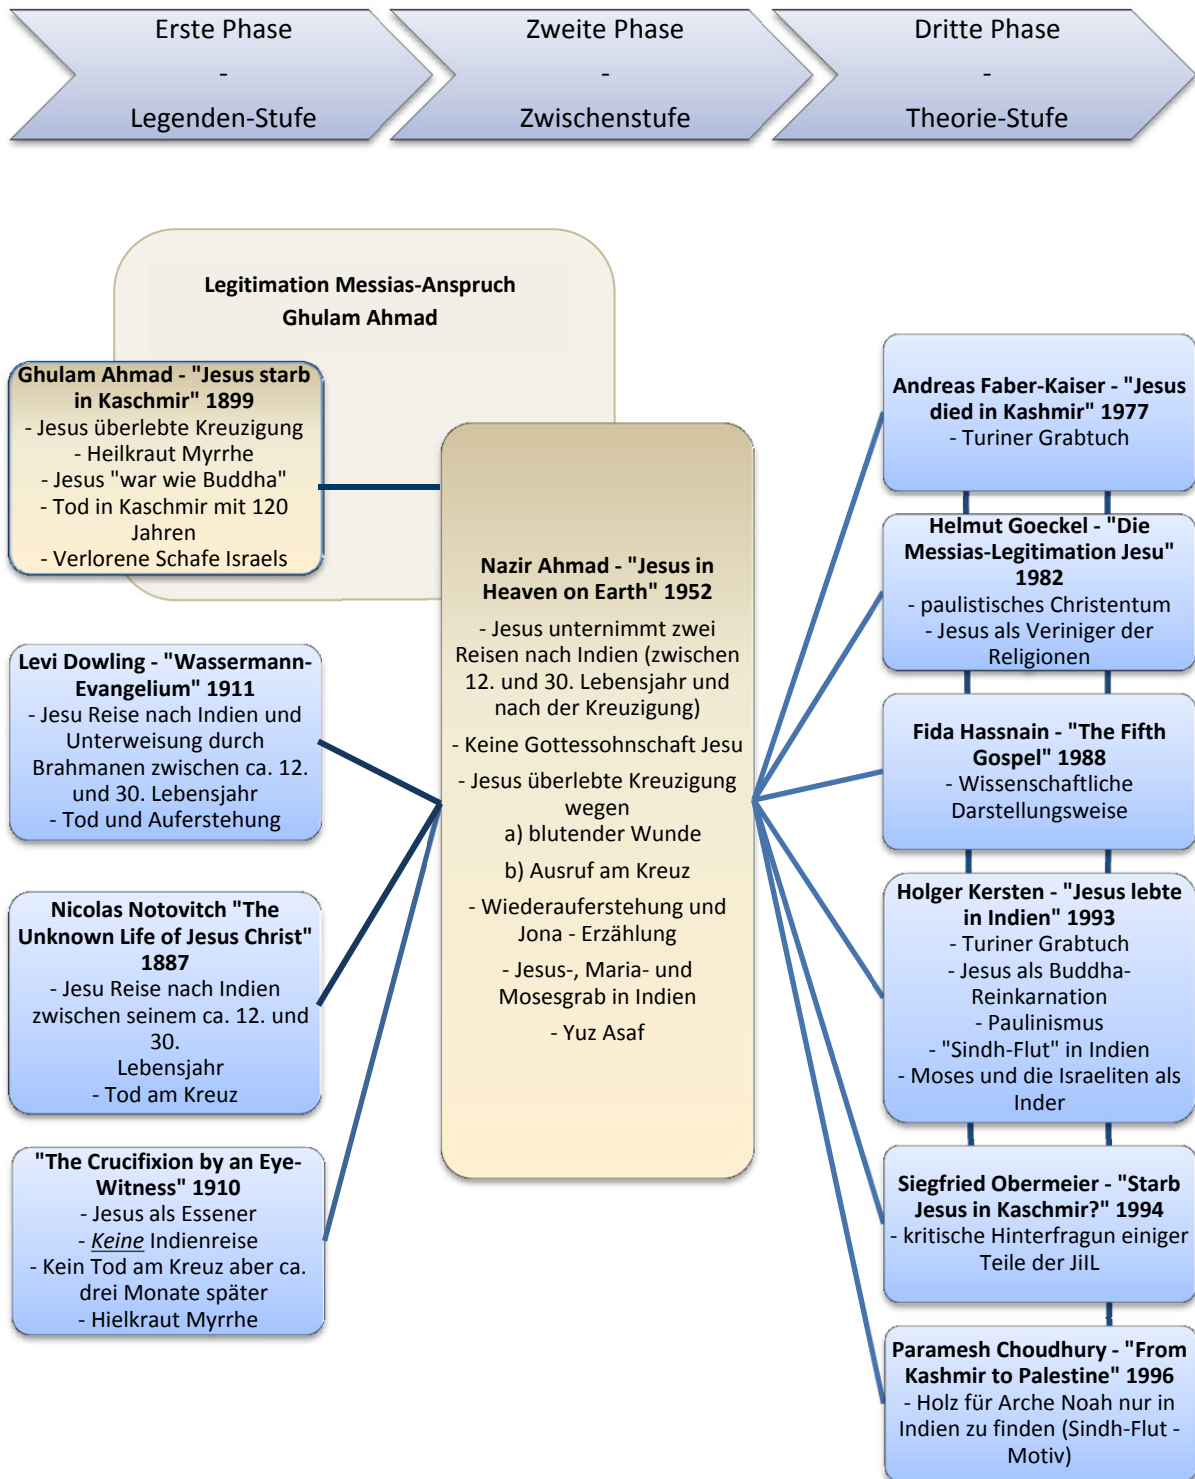 Erste Phase
-
Legenden-Stufe
Zweite Phase
-
Zwischenstufe
Dritte Phase
-
Theorie-Stufe
Legitimation Messias-Anspruch
Ghulam Ahmad
Ghulam Ahmad - "Jesus starb
in Kaschmir" 1899
- Jesus überlebte Kreuzigung
- Heilkraut Myrrhe
- Jesus "war wie Buddha"
- Tod in Kaschmir mit 120
Jahren
- Verlorene Schafe Israels
Levi Dowling - "Wassermann-
Evangelium" 1911
- Jesu Reise nach Indien und
Unterweisung durch
Brahmanen zwischen ca. 12.
und 30. Lebensjahr
- Tod und Auferstehung
Nicolas Notovitch "The
Unknown Life of Jesus Christ"
1887
- Jesu Reise nach Indien
zwischen seinem ca. 12. und
30.
Lebensjahr
- Tod am Kreuz
"The Crucifixion by an Eye-
Witness" 1910
- Jesus als Essener
- Keine Indienreise
- Kein Tod am Kreuz aber ca.
drei Monate später
- Hielkraut Myrrhe
Nazir Ahmad - "Jesus in
Heaven on Earth" 1952
- Jesus unternimmt zwei
Reisen nach Indien (zwischen
12. und 30. Lebensjahr und
nach der Kreuzigung)
- Keine Gottessohnschaft Jesu
- Jesus überlebte Kreuzigung
wegen
a) blutender Wunde
b) Ausruf am Kreuz
- Wiederauferstehung und
Jona - Erzählung
- Jesus-, Maria- und
Mosesgrab in Indien
- Yuz Asaf
Andreas Faber-Kaiser - "Jesus
died in Kashmir" 1977
- Turiner Grabtuch
Helmut Goeckel - "Die
Messias-Legitimation Jesu"
1982
- paulistisches Christentum
- Jesus als Veriniger der
Religionen
Fida Hassnain - "The Fifth
Gospel" 1988
- Wissenschaftliche
Darstellungsweise
Holger Kersten - "Jesus lebte
in Indien" 1993
- Turiner Grabtuch
- Jesus als Buddha-
Reinkarnation
- Paulinismus
- "Sindh-Flut" in Indien
- Moses und die Israeliten als
Inder
Siegfried Obermeier - "Starb
Jesus in Kaschmir?" 1994
- kritische Hinterfragun einiger
Teile der JiIL
Paramesh Choudhury - "From
Kashmir to Palestine" 1996
- Holz für Arche Noah nur in
Indien zu finden (Sindh-Flut -
Motiv)